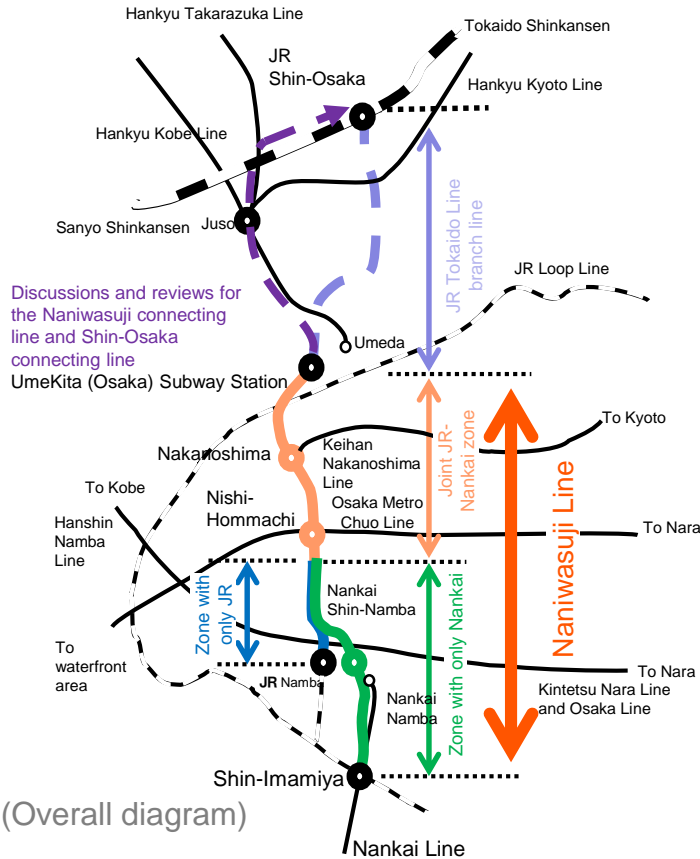 Hankyu Takarazuka Line
Tokaido Shinkansen
JR
Shin-Osaka
Hankyu Kyoto Line
Hankyu Kobe Line
Sanyo Shinkansen
Juso
JR Tokaido Line
branch line
JR Loop Line
Discussions and reviews for
the Naniwasuji connecting
line and Shin-Osaka
connecting line
Umeda
UmeKita (Osaka) Subway Station
To Kyoto
Nakanoshima
Keihan
Nakanoshima
Line
Joint JR-
Nankai zone
To Kobe
Nishi-
Hommachi
Osaka Metro
Chuo Line
Hanshin
Namba
Line
To Nara
Naniwasuji Line
Zone with
only JR
Nankai
Shin-Namba
Zone with only Nankai
To
waterfront
area
JR Namba
To Nara
Nankai
Namba
Kintetsu Nara Line
and Osaka Line
Shin-Imamiya
(Overall diagram)
Nankai Line